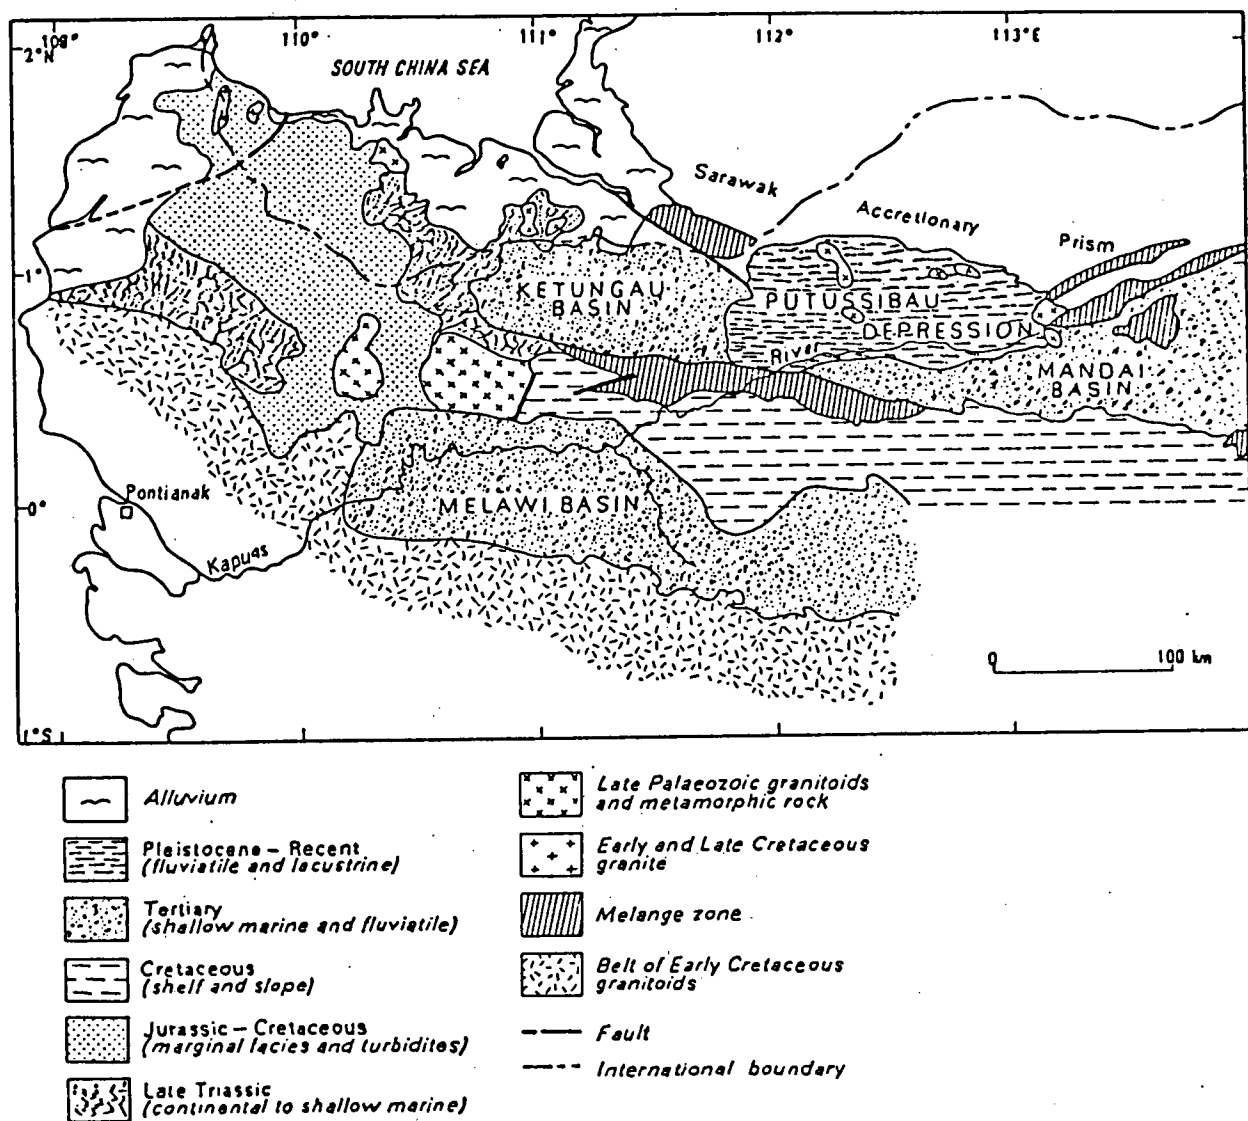 109° 110° 111° 112° 113°E
2°N
SOUTH CHINA SEA
Sarawak
Accretionary
Prism
1°
KETUNGAU
BASIN
PUTUSSIBAU
DEPRESSION
River
MANDAI
BASIN
Pontianak
MELAWI BASIN
0°
Kapuas
0 100 km
1°S
Alluvium
Pleistocene – Recent
(fluviatile and lacustrine)
Tertiary
(shallow marine and fluviatile)
Cretaceous
(shelf and slope)
Jurassic – Cretaceous
(marginal facies and turbidites)
Late Triassic
(continental to shallow marine)
Late Palaeozoic granitoids
and metamorphic rock
Early and Late Cretaceous
granite
Melange zone
Belt of Early Cretaceous
granitoids
Fault
International boundary